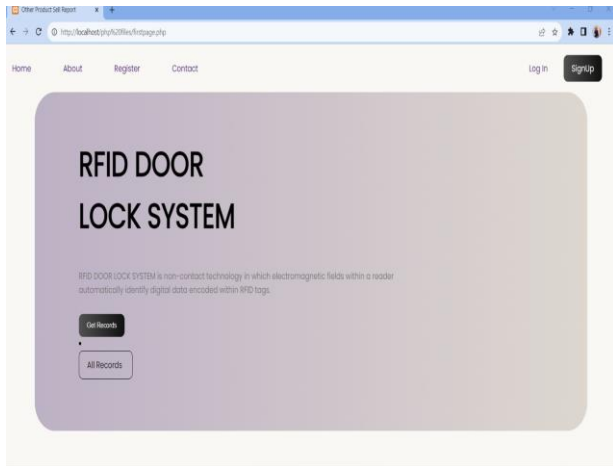 Other Product Sell Report
http://localhost/php%20files/firstpage.php
Home About Register Contact Log In SignUp
RFID DOOR
LOCK SYSTEM
RFID DOOR LOCK SYSTEM is non-contact technology in which electromagnetic fields within a reader
automatically identify digital data encoded within RFID tags.
Get Records
All Records